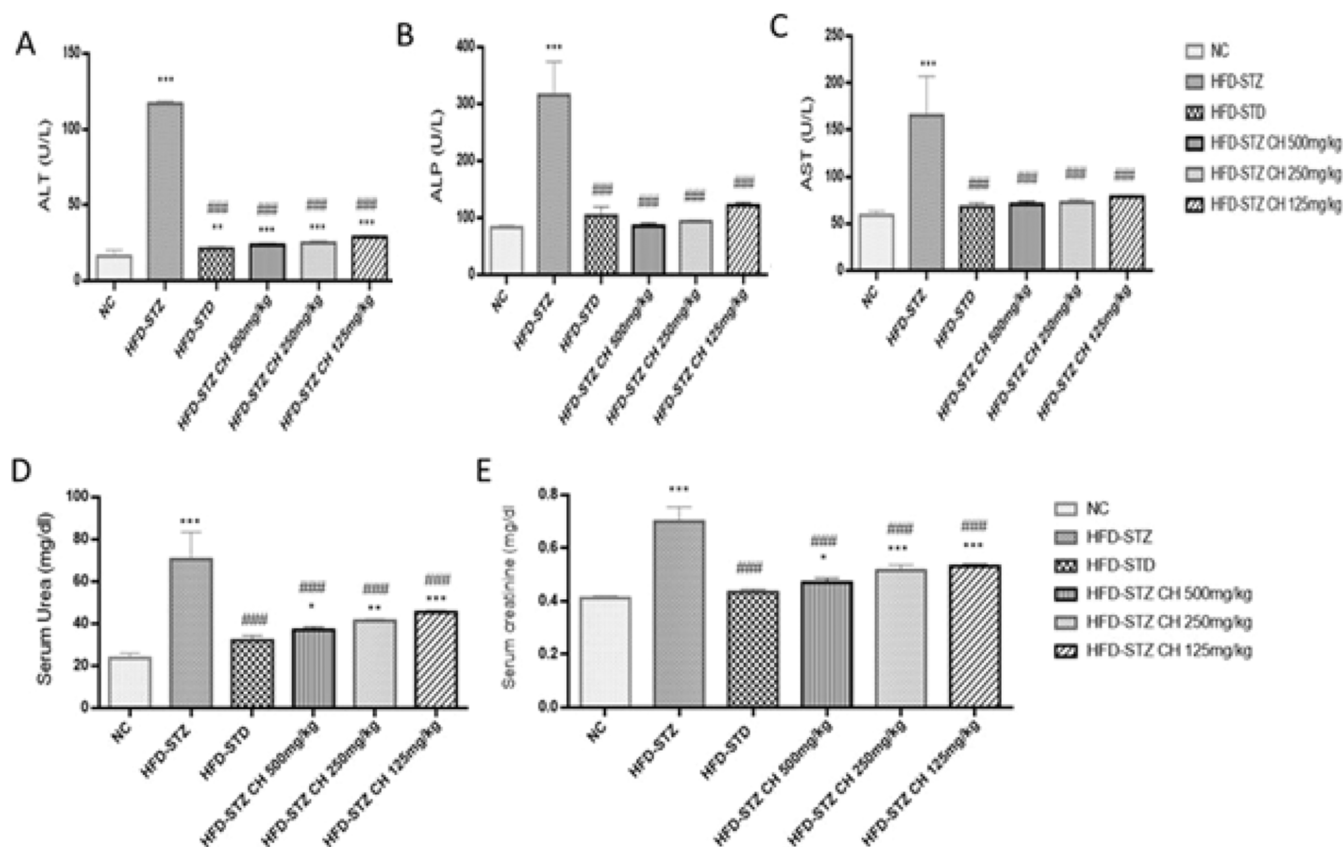 A
ALT (U/L)
150
100
50
0
***
###
**
###
***
###
***
###
***
NC
HFD-STZ
HFD-STD
HFD-STZ CH 500mg/kg
HFD-STZ CH 250mg/kg
HFD-STZ CH 125mg/kg
B
ALP (U/L)
400
300
200
100
0
***
###
###
###
###
NC
HFD-STZ
HFD-STD
HFD-STZ CH 500mg/kg
HFD-STZ CH 250mg/kg
HFD-STZ CH 125mg/kg
C
AST (U/L)
250
200
150
100
50
0
***
##
##
##
##
NC
HFD-STZ
HFD-STD
HFD-STZ CH 500mg/kg
HFD-STZ CH 250mg/kg
HFD-STZ CH 125mg/kg
NC
HFD-STZ
HFD-STD
HFD-STZ CH 500mg/kg
HFD-STZ CH 250mg/kg
HFD-STZ CH 125mg/kg
D
Serum Urea (mg/dl)
100
80
60
40
20
0
***
###
###
*
###
**
###
***
NC
HFD-STZ
HFD-STD
HFD-STZ CH 500mg/kg
HFD-STZ CH 250mg/kg
HFD-STZ CH 125mg/kg
E
Serum creatinine (mg/dl
0.8
0.6
0.4
0.2
0.0
***
###
###
*
###
***
###
***
NC
HFD-STZ
HFD-STD
HFD-STZ CH 500mg/kg
HFD-STZ CH 250mg/kg
HFD-STZ CH 125mg/kg
NC
HFD-STZ
HFD-STD
HFD-STZ CH 500mg/kg
HFD-STZ CH 250mg/kg
HFD-STZ CH 125mg/kg